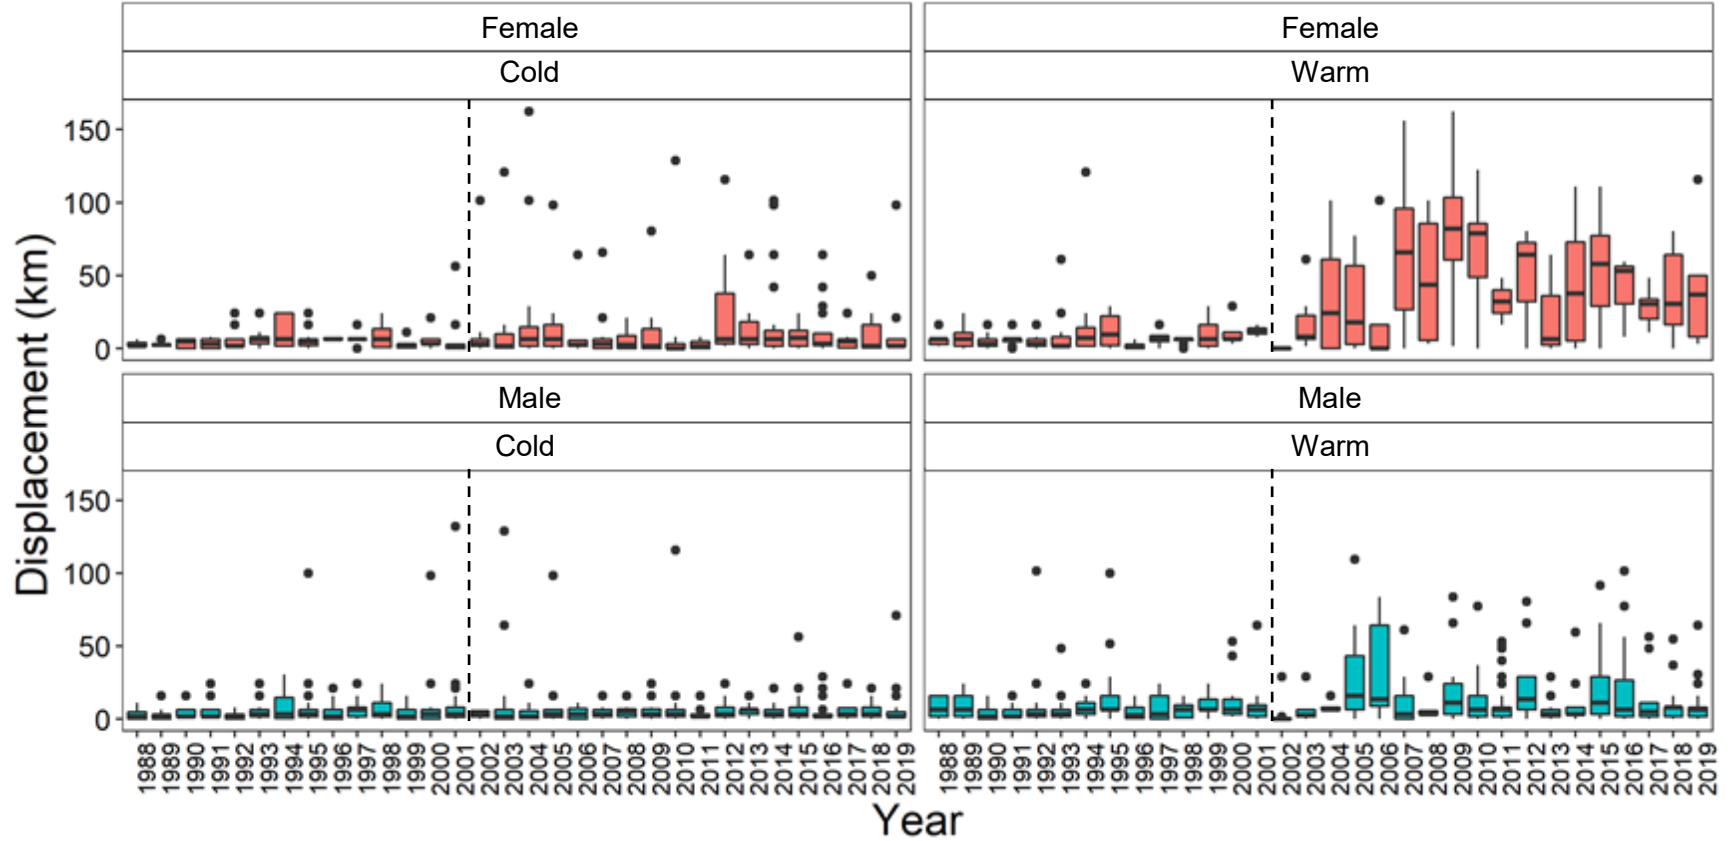 Female Female
Cold Warm
150
100
50
0
Male Male
Cold Warm
150
100
50
0
Displacement (km)
1988 1989 1990 1991 1992 1993 1994 1995 1996 1997 1998 1999 2000 2001 2002 2003 2004 2005 2006 2007 2008 2009 2010 2011 2012 2013 2014 2015 2016 2017 2018 2019 1988 1989 1990 1991 1992 1993 1994 1995 1996 1997 1998 1999 2000 2001 2002 2003 2004 2005 2006 2007 2008 2009 2010 2011 2012 2013 2014 2015 2016 2017 2018 2019
Year